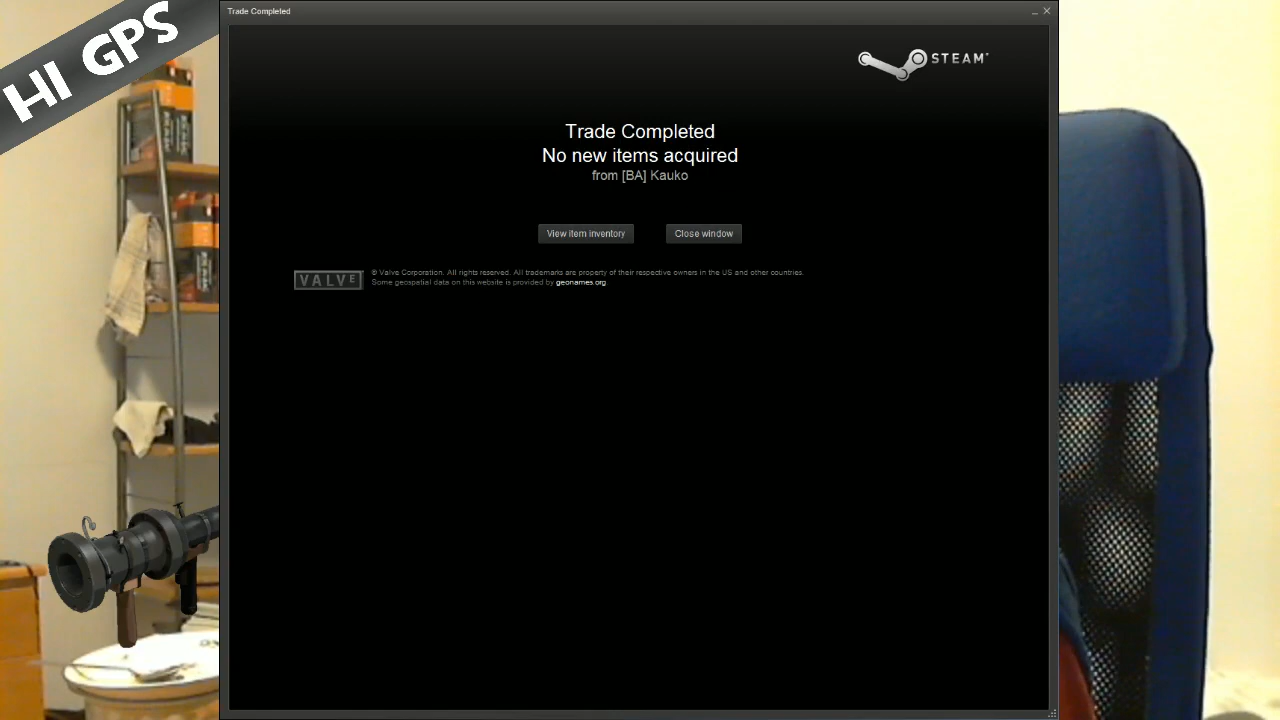 HI GPS
Trade Completed
STEAM
Trade Completed
No new items acquired
from [BA] Kauko
View item inventory
Close window
VALVE
© Valve Corporation. All rights reserved. All trademarks are property of their respective owners in the US and other countries.
Some geospatial data on this website is provided by geonames.org.